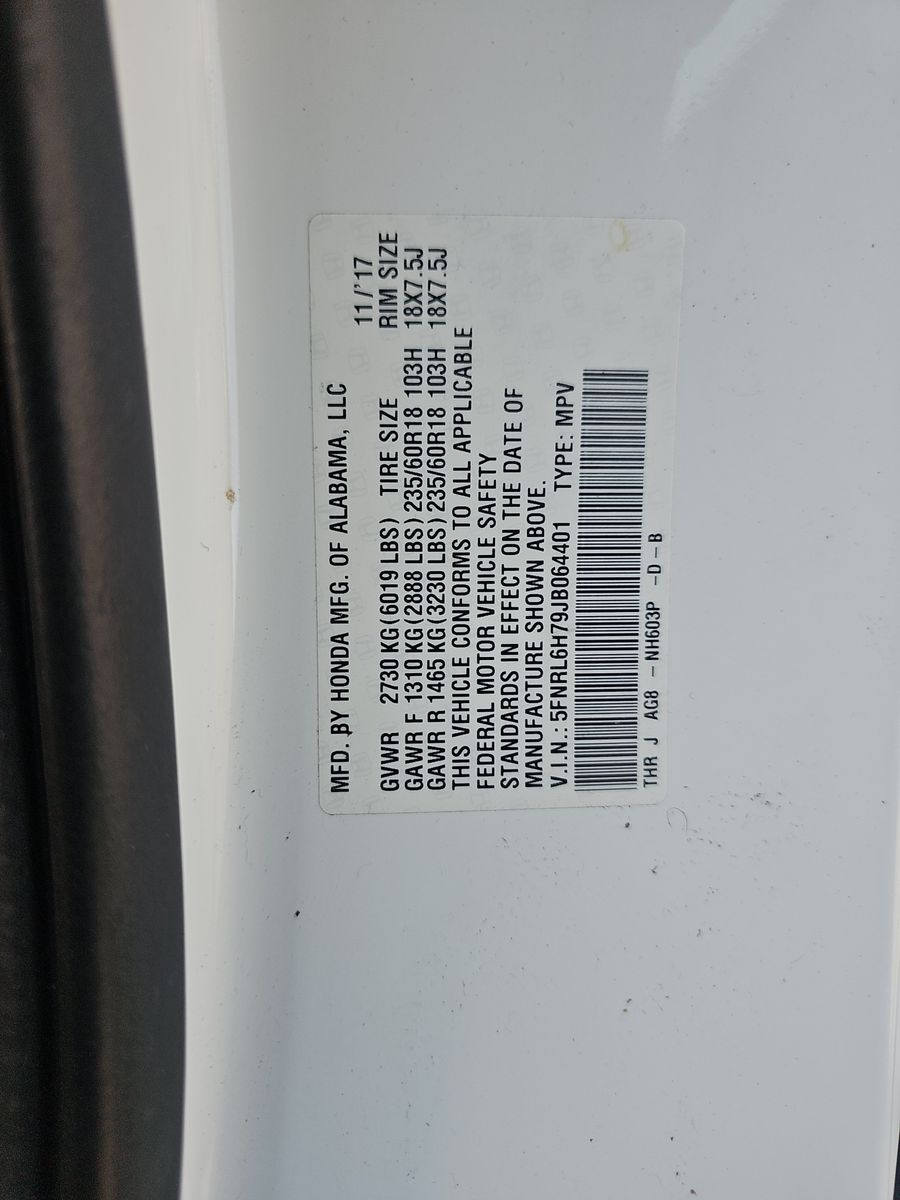 MFD. BY HONDA MFG. OF ALABAMA, LLC
11/'17
GVWR 2730 KG(6019 LBS) TIRE SIZE RIM SIZE
GAWR F 1310 KG(2888 LBS) 235/60R18 103H 18X7.5J
GAWR R 1465 KG(3230 LBS) 235/60R18 103H 18X7.5J
THIS VEHICLE CONFORMS TO ALL APPLICABLE
FEDERAL MOTOR VEHICLE SAFETY
STANDARDS IN EFFECT ON THE DATE OF
MANUFACTURE SHOWN ABOVE.
V.I.N.: 5FNRL6H79JB064401 TYPE: MPV
THR J AG8 - NH603P -D-B